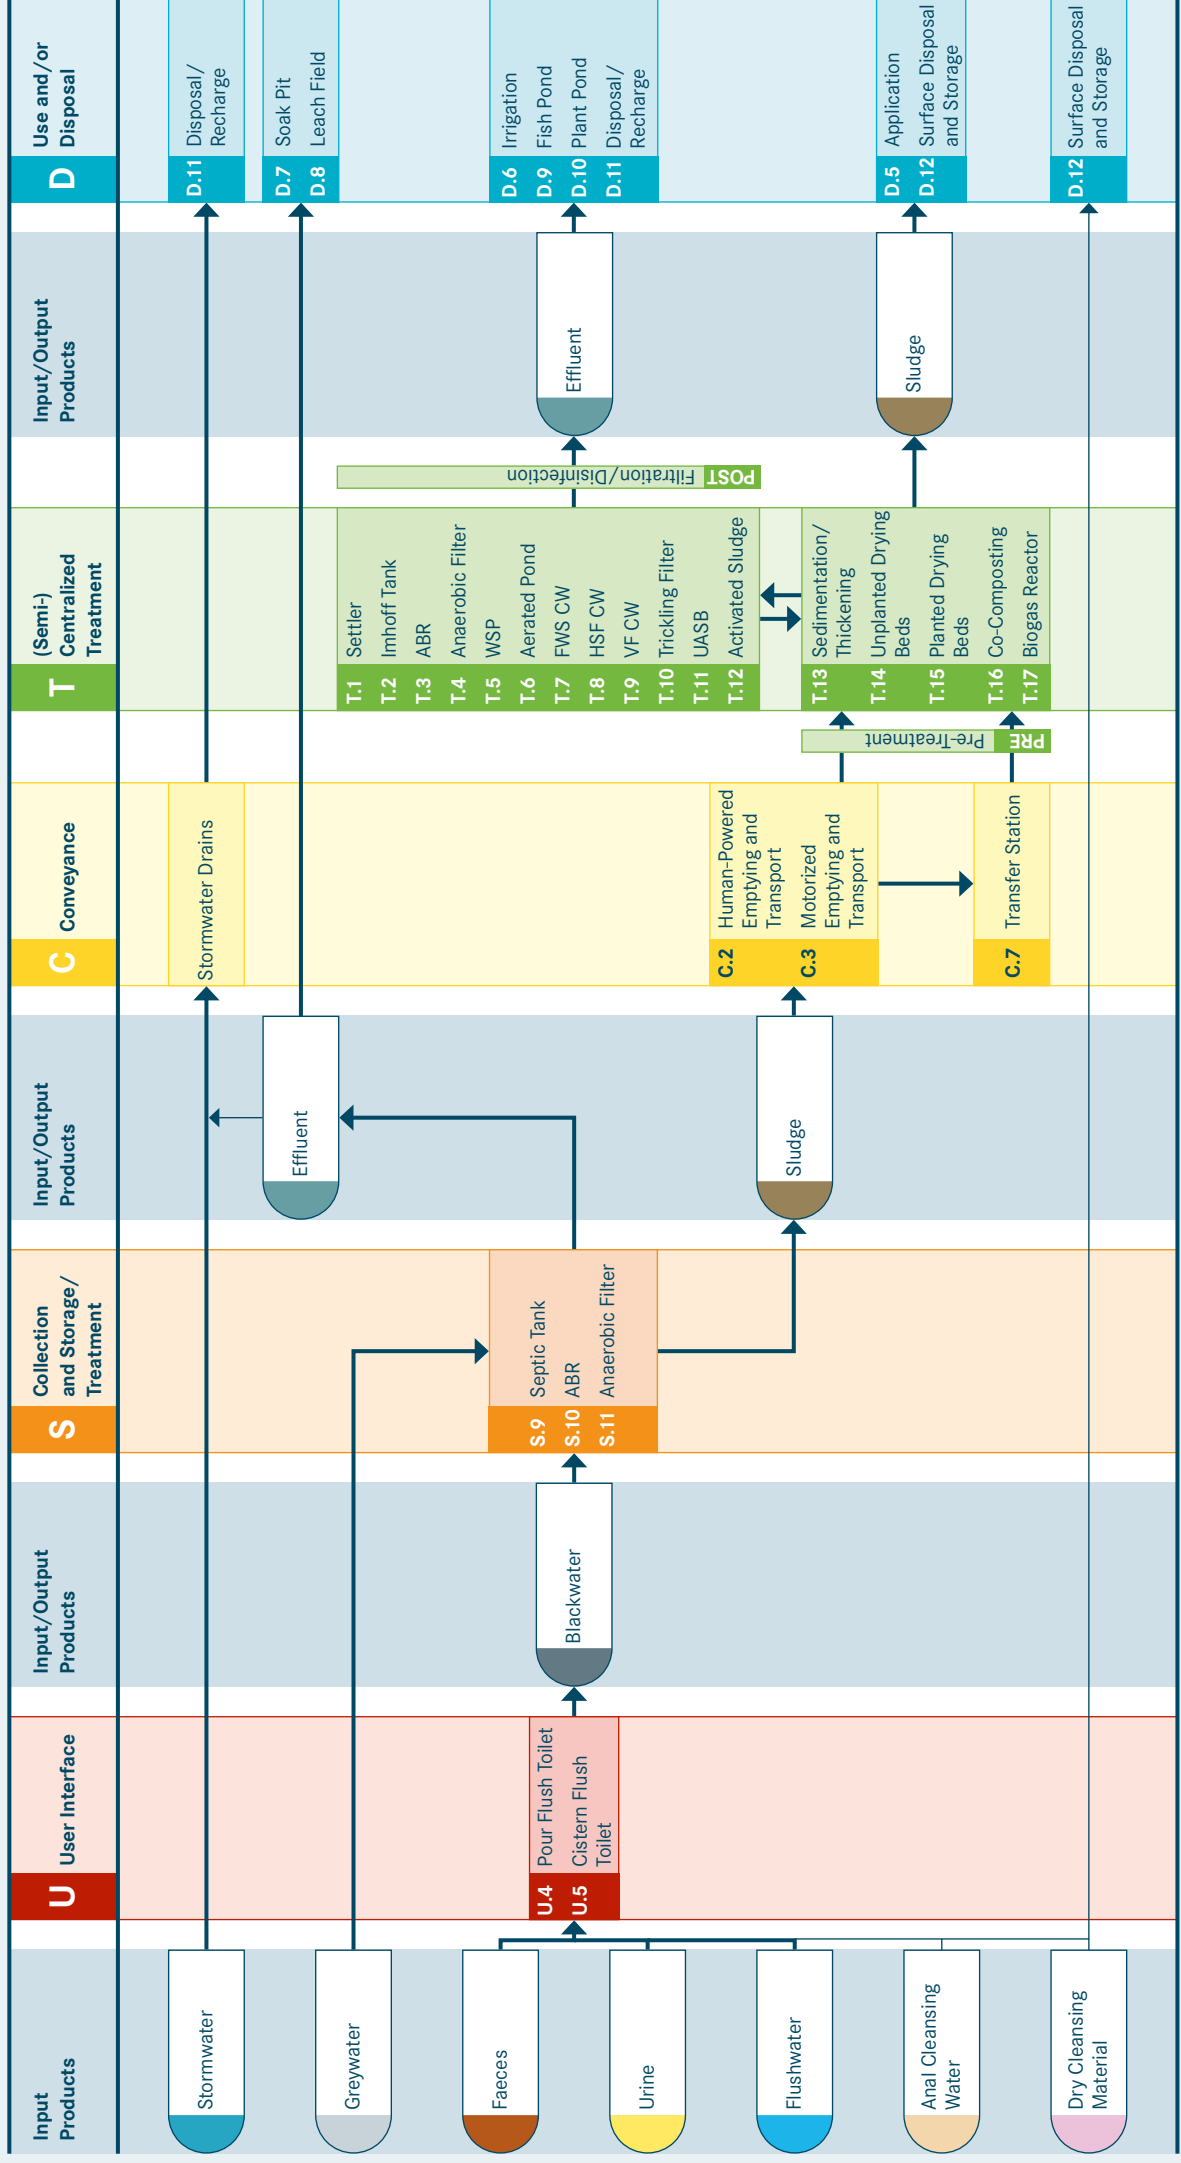 Input
Products
U
User Interface
Input/Output
Products
S
Collection
and Storage/
Treatment
Input/Output
Products
C
Conveyance
T
(Semi-)
Centralized
Treatment
Input/Output
Products
D
Use and/or
Disposal
Stormwater
Stormwater Drains
D.11
Disposal/
Recharge
Greywater
Effluent
D.7 Soak Pit
D.8 Leach Field
Faeces
Urine
Flushwater
Anal Cleansing
Water
Dry Cleansing
Material
U.4 Pour Flush Toilet
U.5 Cistern Flush
Toilet
Blackwater
S.9 Septic Tank
S.10 ABR
S.11 Anaerobic Filter
Sludge
C.2 Human-Powered
Emptying and
Transport
C.3 Motorized
Emptying and
Transport
C.7 Transfer Station
PRE Pre-Treatment
T.1 Settler
T.2 Imhoff Tank
T.3 ABR
T.4 Anaerobic Filter
T.5 WSP
T.6 Aerated Pond
T.7 FWS CW
T.8 HSF CW
T.9 VF CW
T.10 Trickling Filter
T.11 UASB
T.12 Activated Sludge
T.13 Sedimentation/
Thickening
T.14 Unplanted Drying
Beds
T.15 Planted Drying
Beds
T.16 Co-Composting
T.17 Biogas Reactor
POST Filtration/Disinfection
Effluent
Sludge
D.6 Irrigation
D.9 Fish Pond
D.10 Plant Pond
D.11 Disposal/
Recharge
D.5 Application
D.12 Surface Disposal
and Storage
D.12 Surface Disposal
and Storage